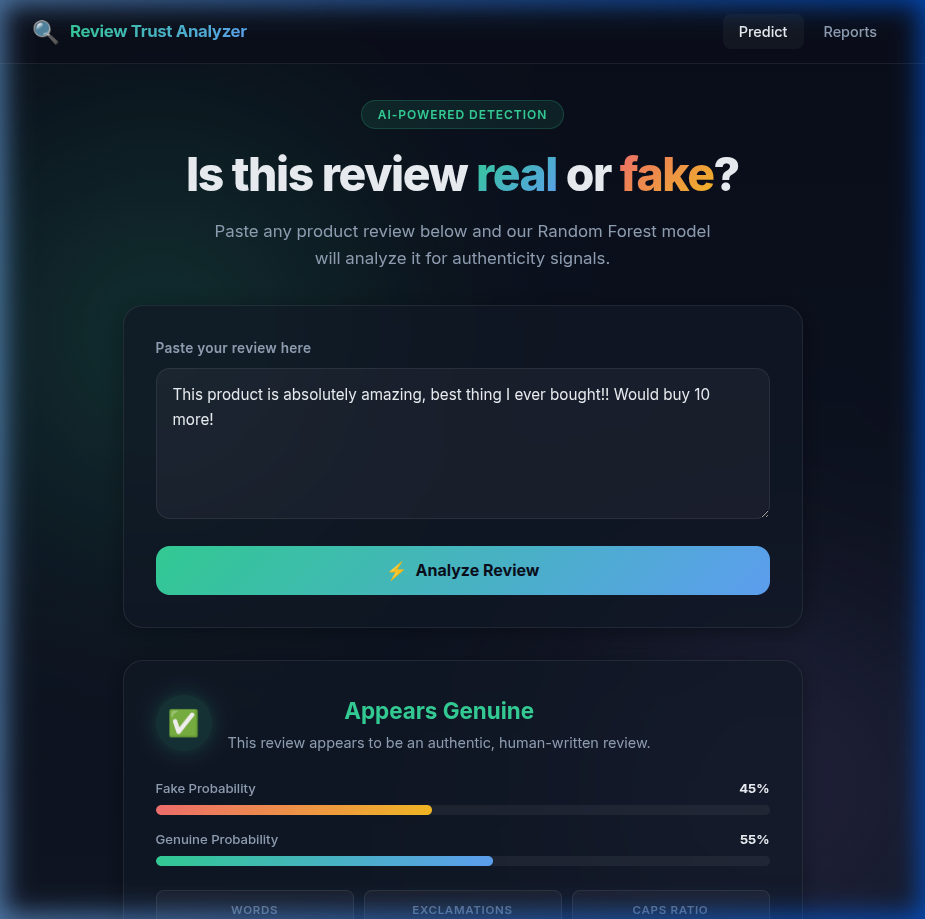 Review Trust Analyzer
Predict
Reports
AI-POWERED DETECTION
Is this review real or fake?
Paste any product review below and our Random Forest model
will analyze it for authenticity signals.
Paste your review here
This product is absolutely amazing, best thing I ever bought!! Would buy 10
more!
⚡ Analyze Review
Appears Genuine
This review appears to be an authentic, human-written review.
Fake Probability 45%
Genuine Probability 55%
WORDS
EXCLAMATIONS
CAPS RATIO